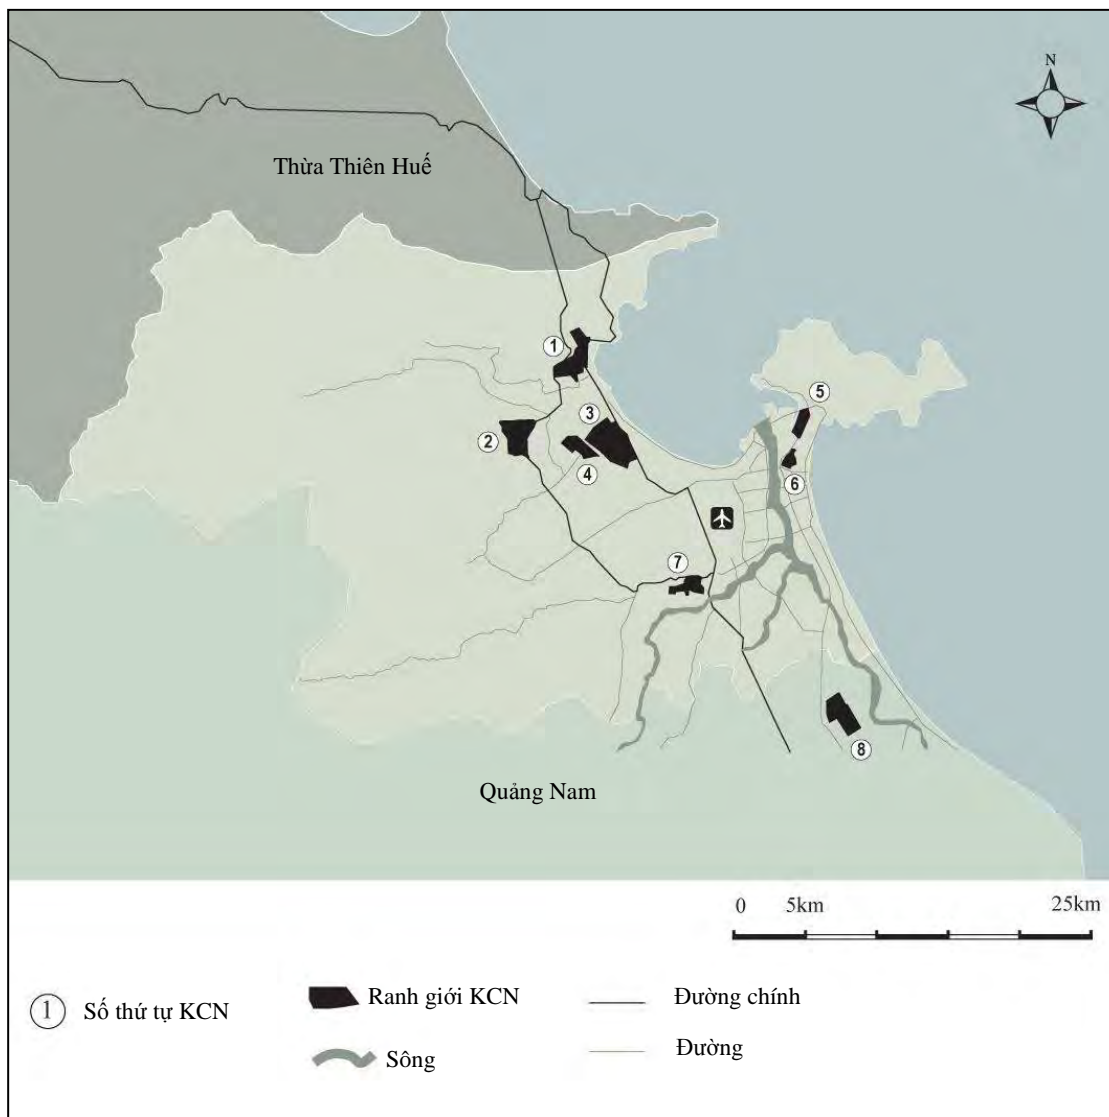 N
Thừa Thiên Huế
1
5
3
2
4
6
7
8
Quảng Nam
0 5km 25km
1 Số thứ tự KCN
Ranh giới KCN
Đường chính
Sông
Đường